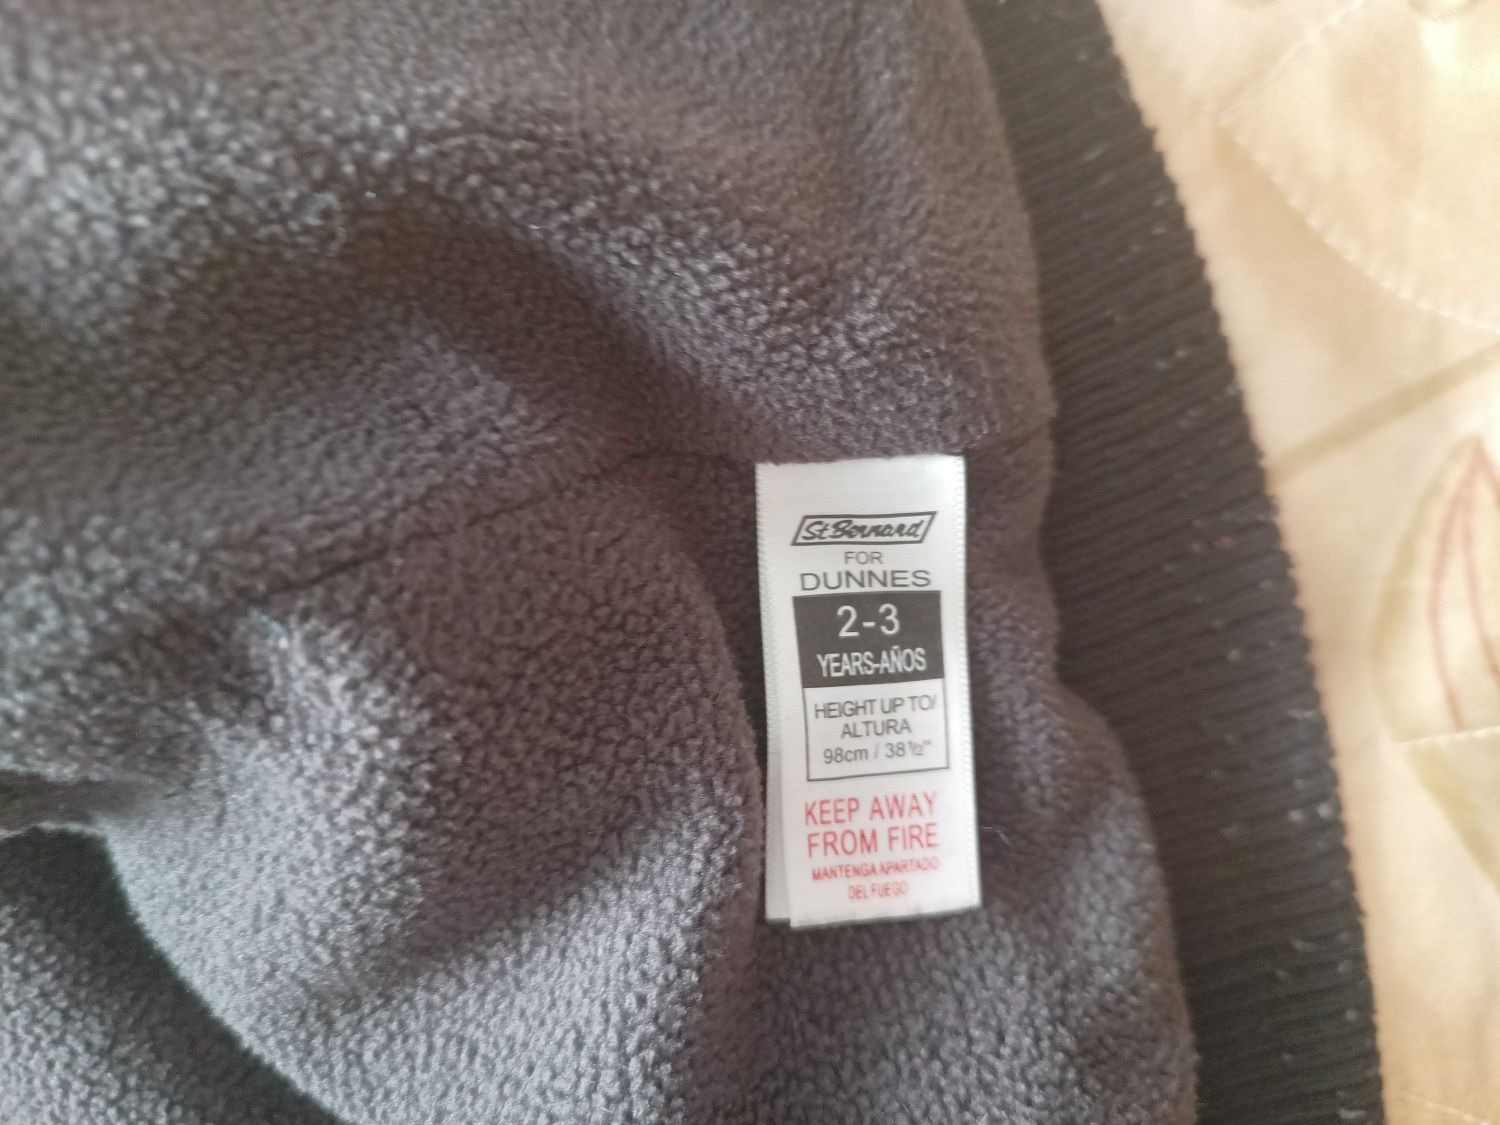 St Bernard
FOR
DUNNES
2-3
YEARS-AÑOS
HEIGHT UP TO/
ALTURA
98cm / 38½"
KEEP AWAY
FROM FIRE
MANTENGA APARTADO
DEL FUEGO